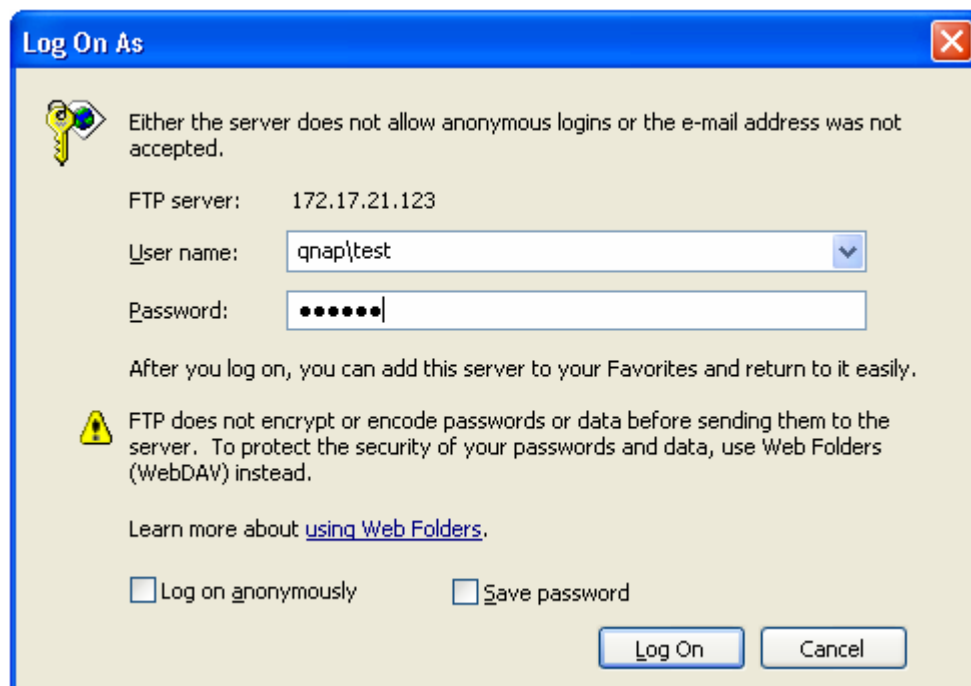 Log On As
Either the server does not allow anonymous logins or the e-mail address was not
accepted.
FTP server: 172.17.21.123
User name: qnap\test
Password: ●●●●●●
After you log on, you can add this server to your Favorites and return to it easily.
FTP does not encrypt or encode passwords or data before sending them to the
server. To protect the security of your passwords and data, use Web Folders
(WebDAV) instead.
Learn more about using Web Folders.
Log on anonymously Save password
Log On Cancel